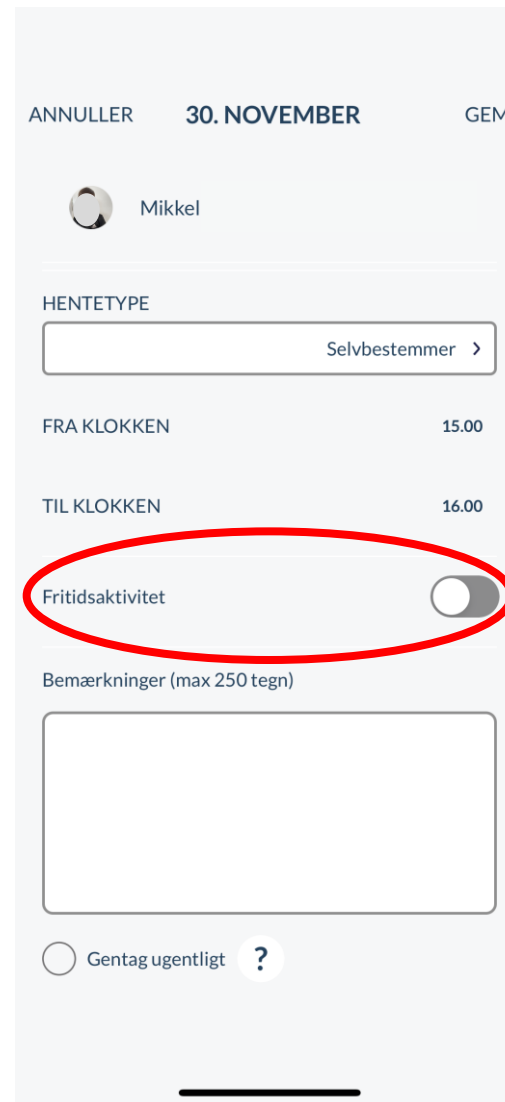 ANNULLER 30. NOVEMBER GEM
Mikkel
HENTETYPE
Selvbestemmer
FRA KLOKKEN 15.00
TIL KLOKKEN 16.00
Fritidsaktivitet
Bemærkninger (max 250 tegn)
Gentag ugentligt ?